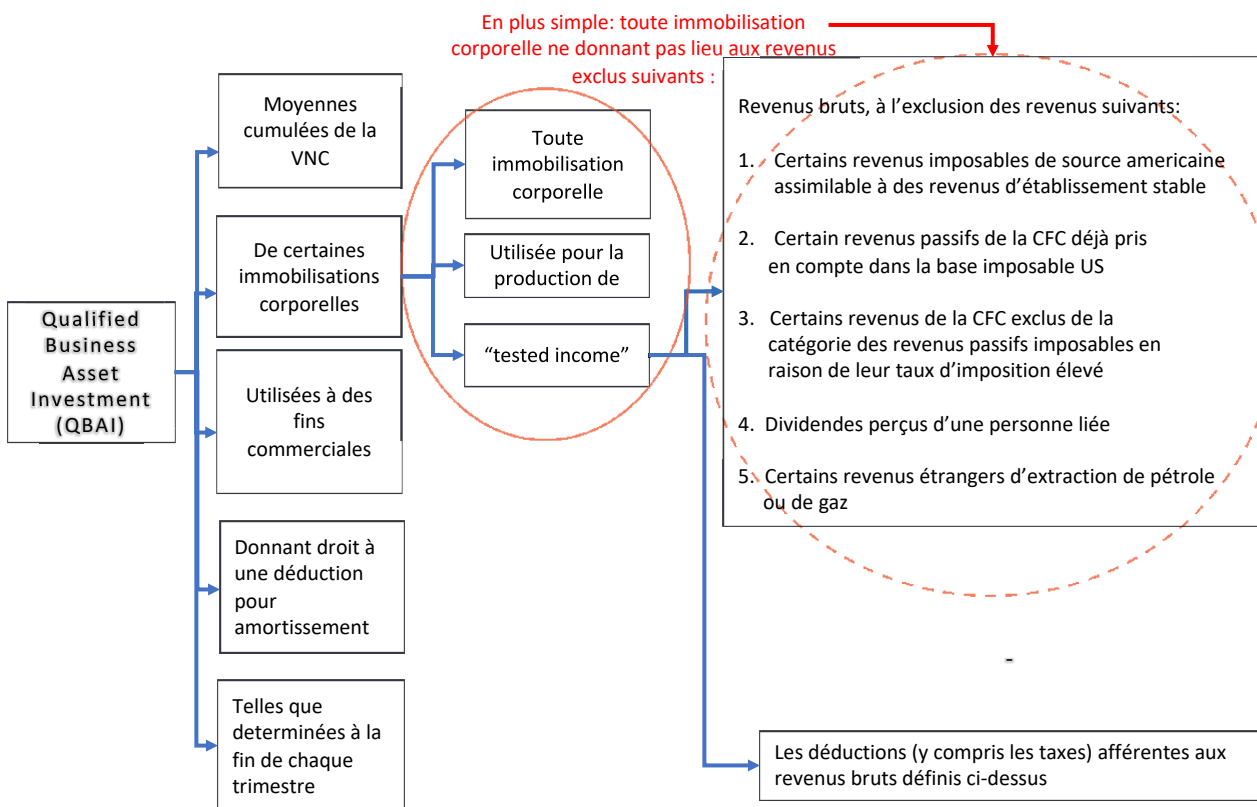 En plus simple: toute immobilisation
corporelle ne donnant pas lieu aux revenus
exclus suivants :
Qualified
Business
Asset
Investment
(QBAI)
Moyennes
cumulées de la
VNC
De certaines
immobilisations
corporelles
Utilisées à des
fins
commerciales
Donnant droit à
une déduction
pour
amortissement
Telles que
determinées à la
fin de chaque
trimestre
Toute
immobilisation
corporelle
Utilisée pour la
production de
“tested income”
Revenus bruts, à l’exclusion des revenus suivants:
1. Certains revenus imposables de source americaine
assimilable à des revenus d’établissement stable
2. Certain revenus passifs de la CFC déjà pris
en compte dans la base imposable US
3. Certains revenus de la CFC exclus de la
catégorie des revenus passifs imposables en
raison de leur taux d’imposition élevé
4. Dividendes perçus d’une personne liée
5. Certains revenus étrangers d’extraction de pétrole
ou de gaz
-
Les déductions (y compris les taxes) afférentes aux
revenus bruts définis ci-dessus